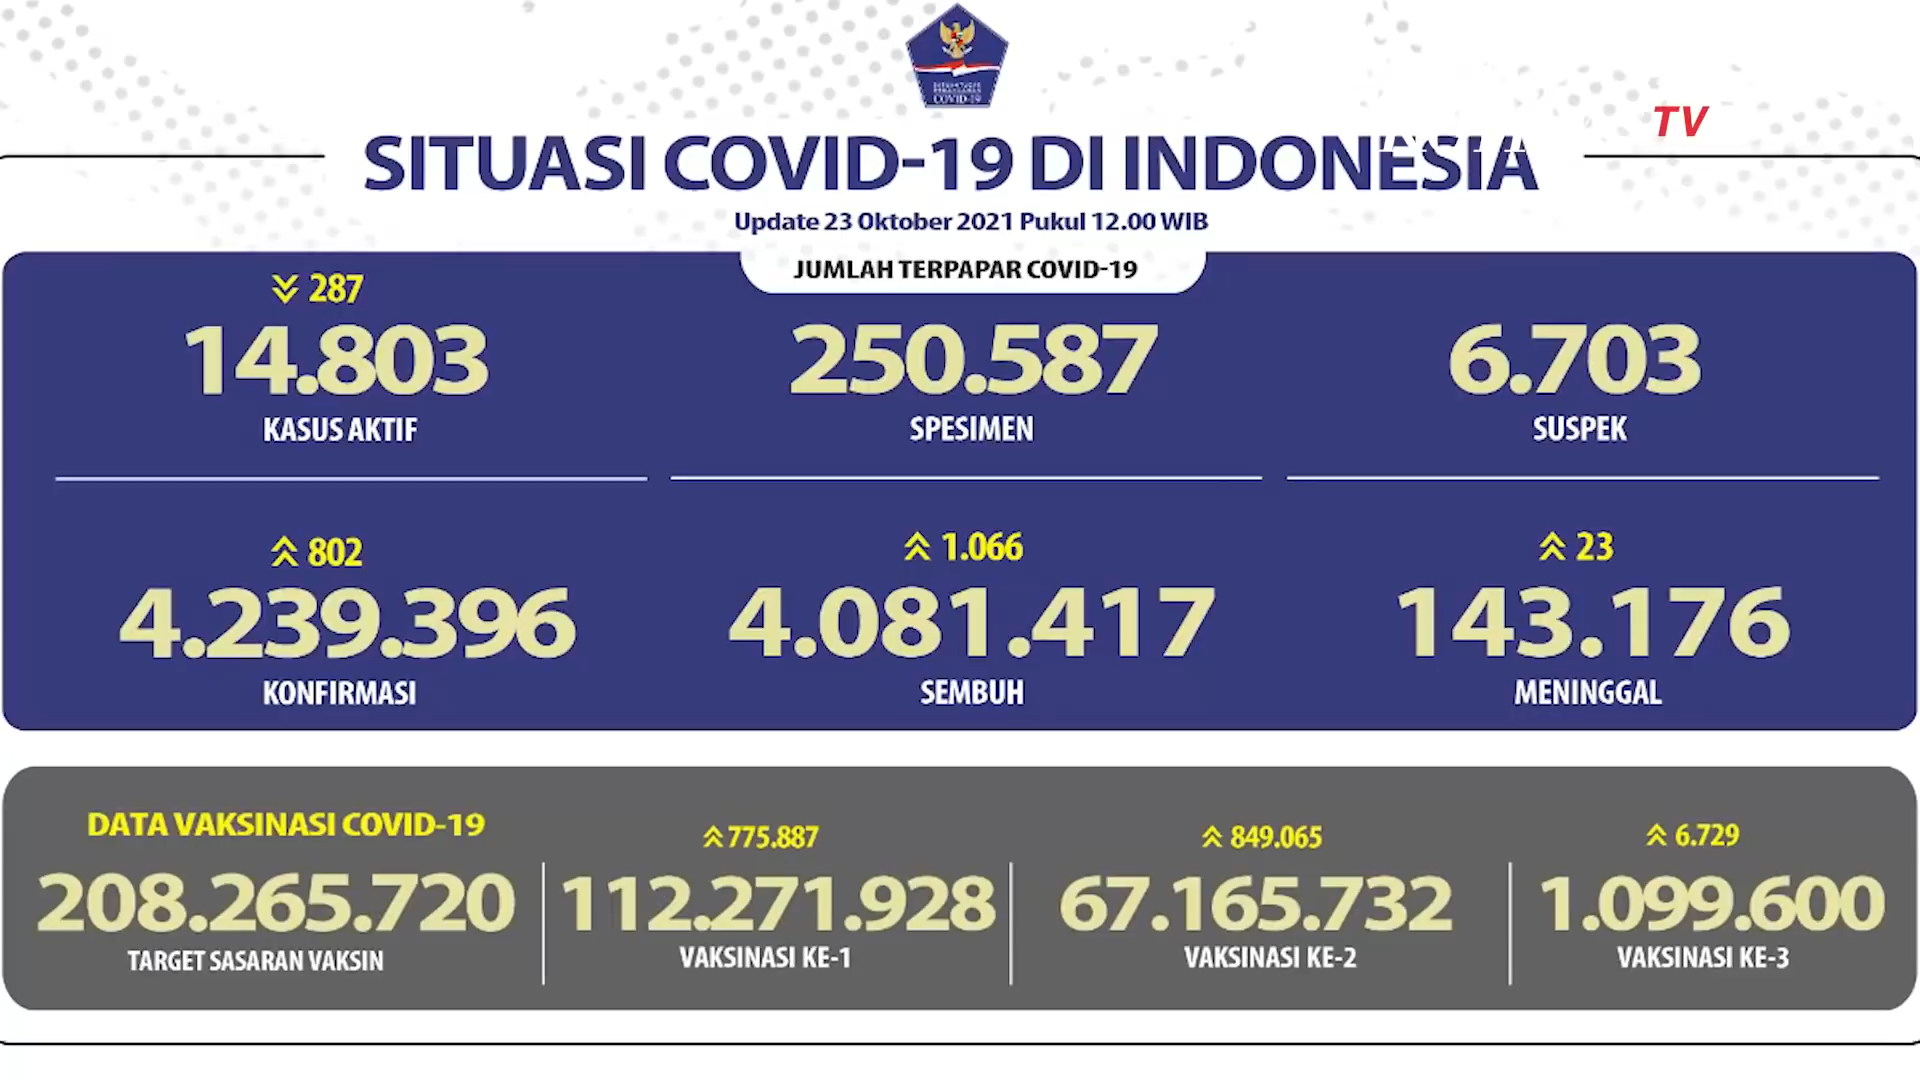 COVID-19
TV
SITUASI COVID-19 DI INDONESIA
Update 23 Oktober 2021 Pukul 12.00 WIB
JUMLAH TERPAPAR COVID-19
287
14.803
KASUS AKTIF
250.587
SPESIMEN
6.703
SUSPEK
802
4.239.396
KONFIRMASI
1.066
4.081.417
SEMBUH
23
143.176
MENINGGAL
DATA VAKSINASI COVID-19
208.265.720
TARGET SASARAN VAKSIN
775.887
112.271.928
VAKSINASI KE-1
849.065
67.165.732
VAKSINASI KE-2
6.729
1.099.600
VAKSINASI KE-3